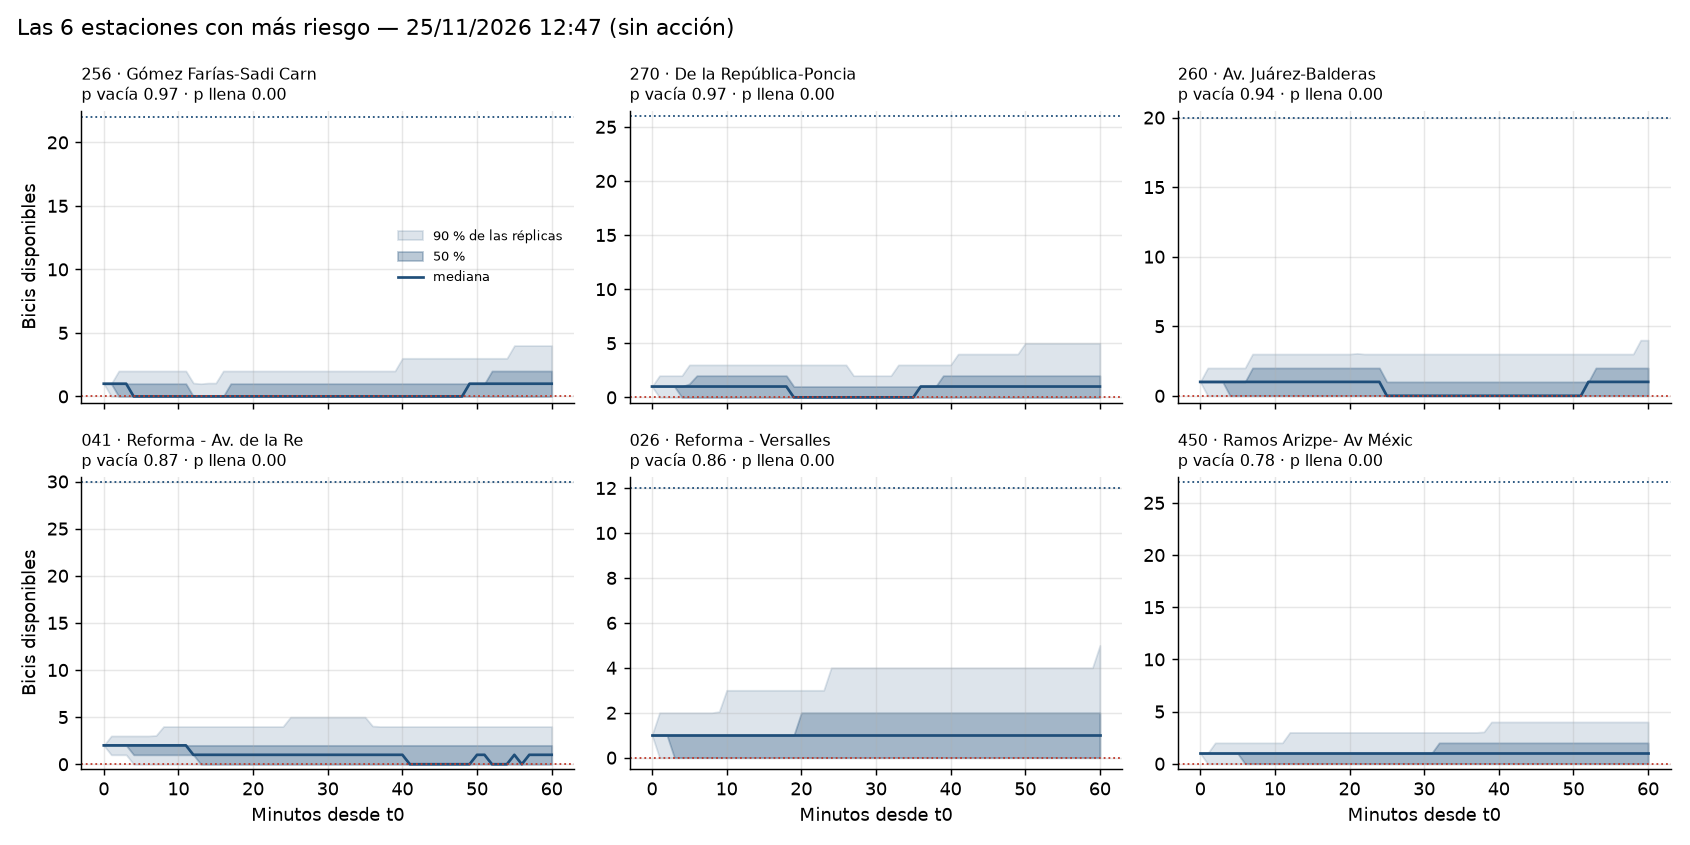 Las 6 estaciones con más riesgo — 25/11/2026 12:47 (sin acción)
256 · Gómez Farías-Sadi Carn
p vacía 0.97 · p llena 0.00
270 · De la República-Poncia
p vacía 0.97 · p llena 0.00
260 · Av. Juárez-Balderas
p vacía 0.94 · p llena 0.00
Bicis disponibles
20
15
10
5
0
90 % de las réplicas
50 %
mediana
25
20
15
10
5
0
20
15
10
5
0
041 · Reforma - Av. de la Re
p vacía 0.87 · p llena 0.00
026 · Reforma - Versalles
p vacía 0.86 · p llena 0.00
450 · Ramos Arizpe- Av Méxic
p vacía 0.78 · p llena 0.00
Bicis disponibles
30
25
20
15
10
5
0
12
10
8
6
4
2
0
25
20
15
10
5
0
0 10 20 30 40 50 60
0 10 20 30 40 50 60
0 10 20 30 40 50 60
Minutos desde t0
Minutos desde t0
Minutos desde t0